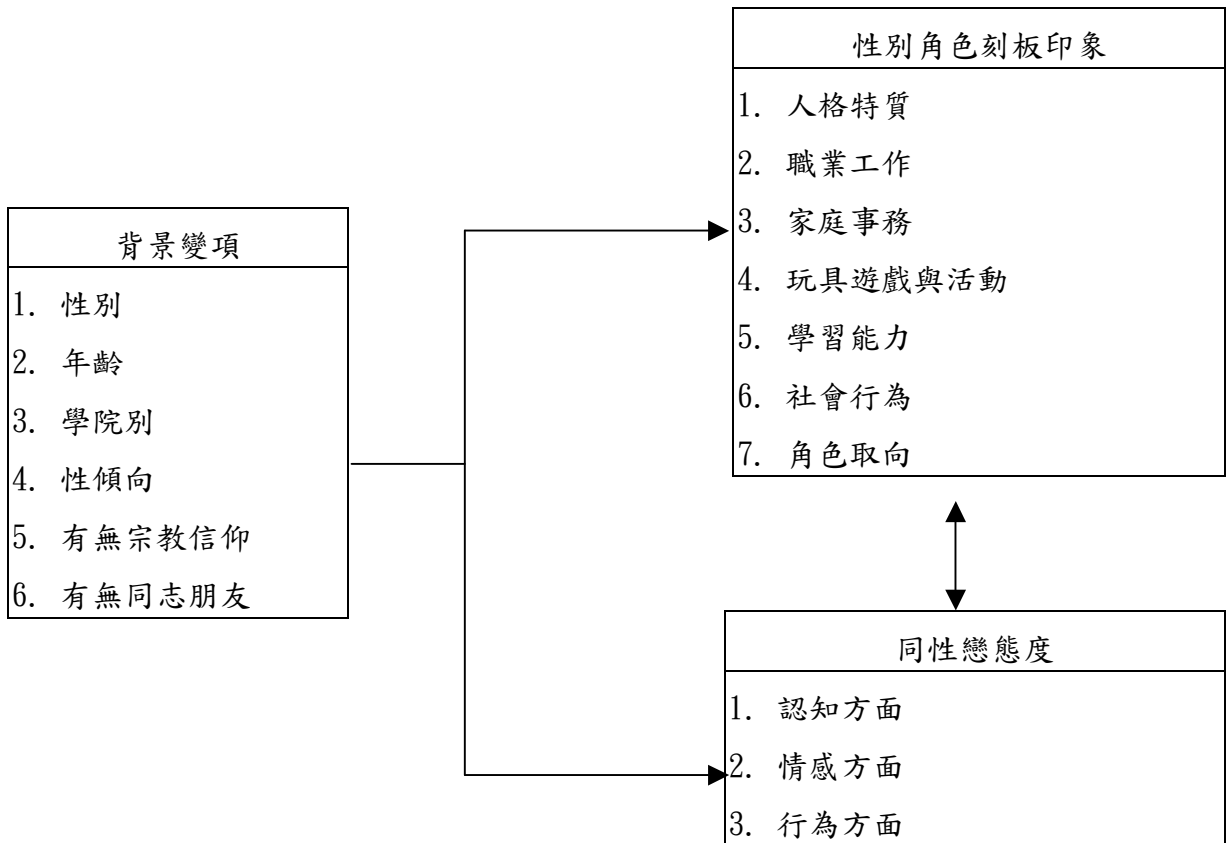 性別角色刻板印象
1. 人格特質
2. 職業工作
3. 家庭事務
4. 玩具遊戲與活動
5. 學習能力
6. 社會行為
7. 角色取向
背景變項
1. 性別
2. 年齡
3. 學院別
4. 性傾向
5. 有無宗教信仰
6. 有無同志朋友
同性戀態度
1. 認知方面
2. 情感方面
3. 行為方面